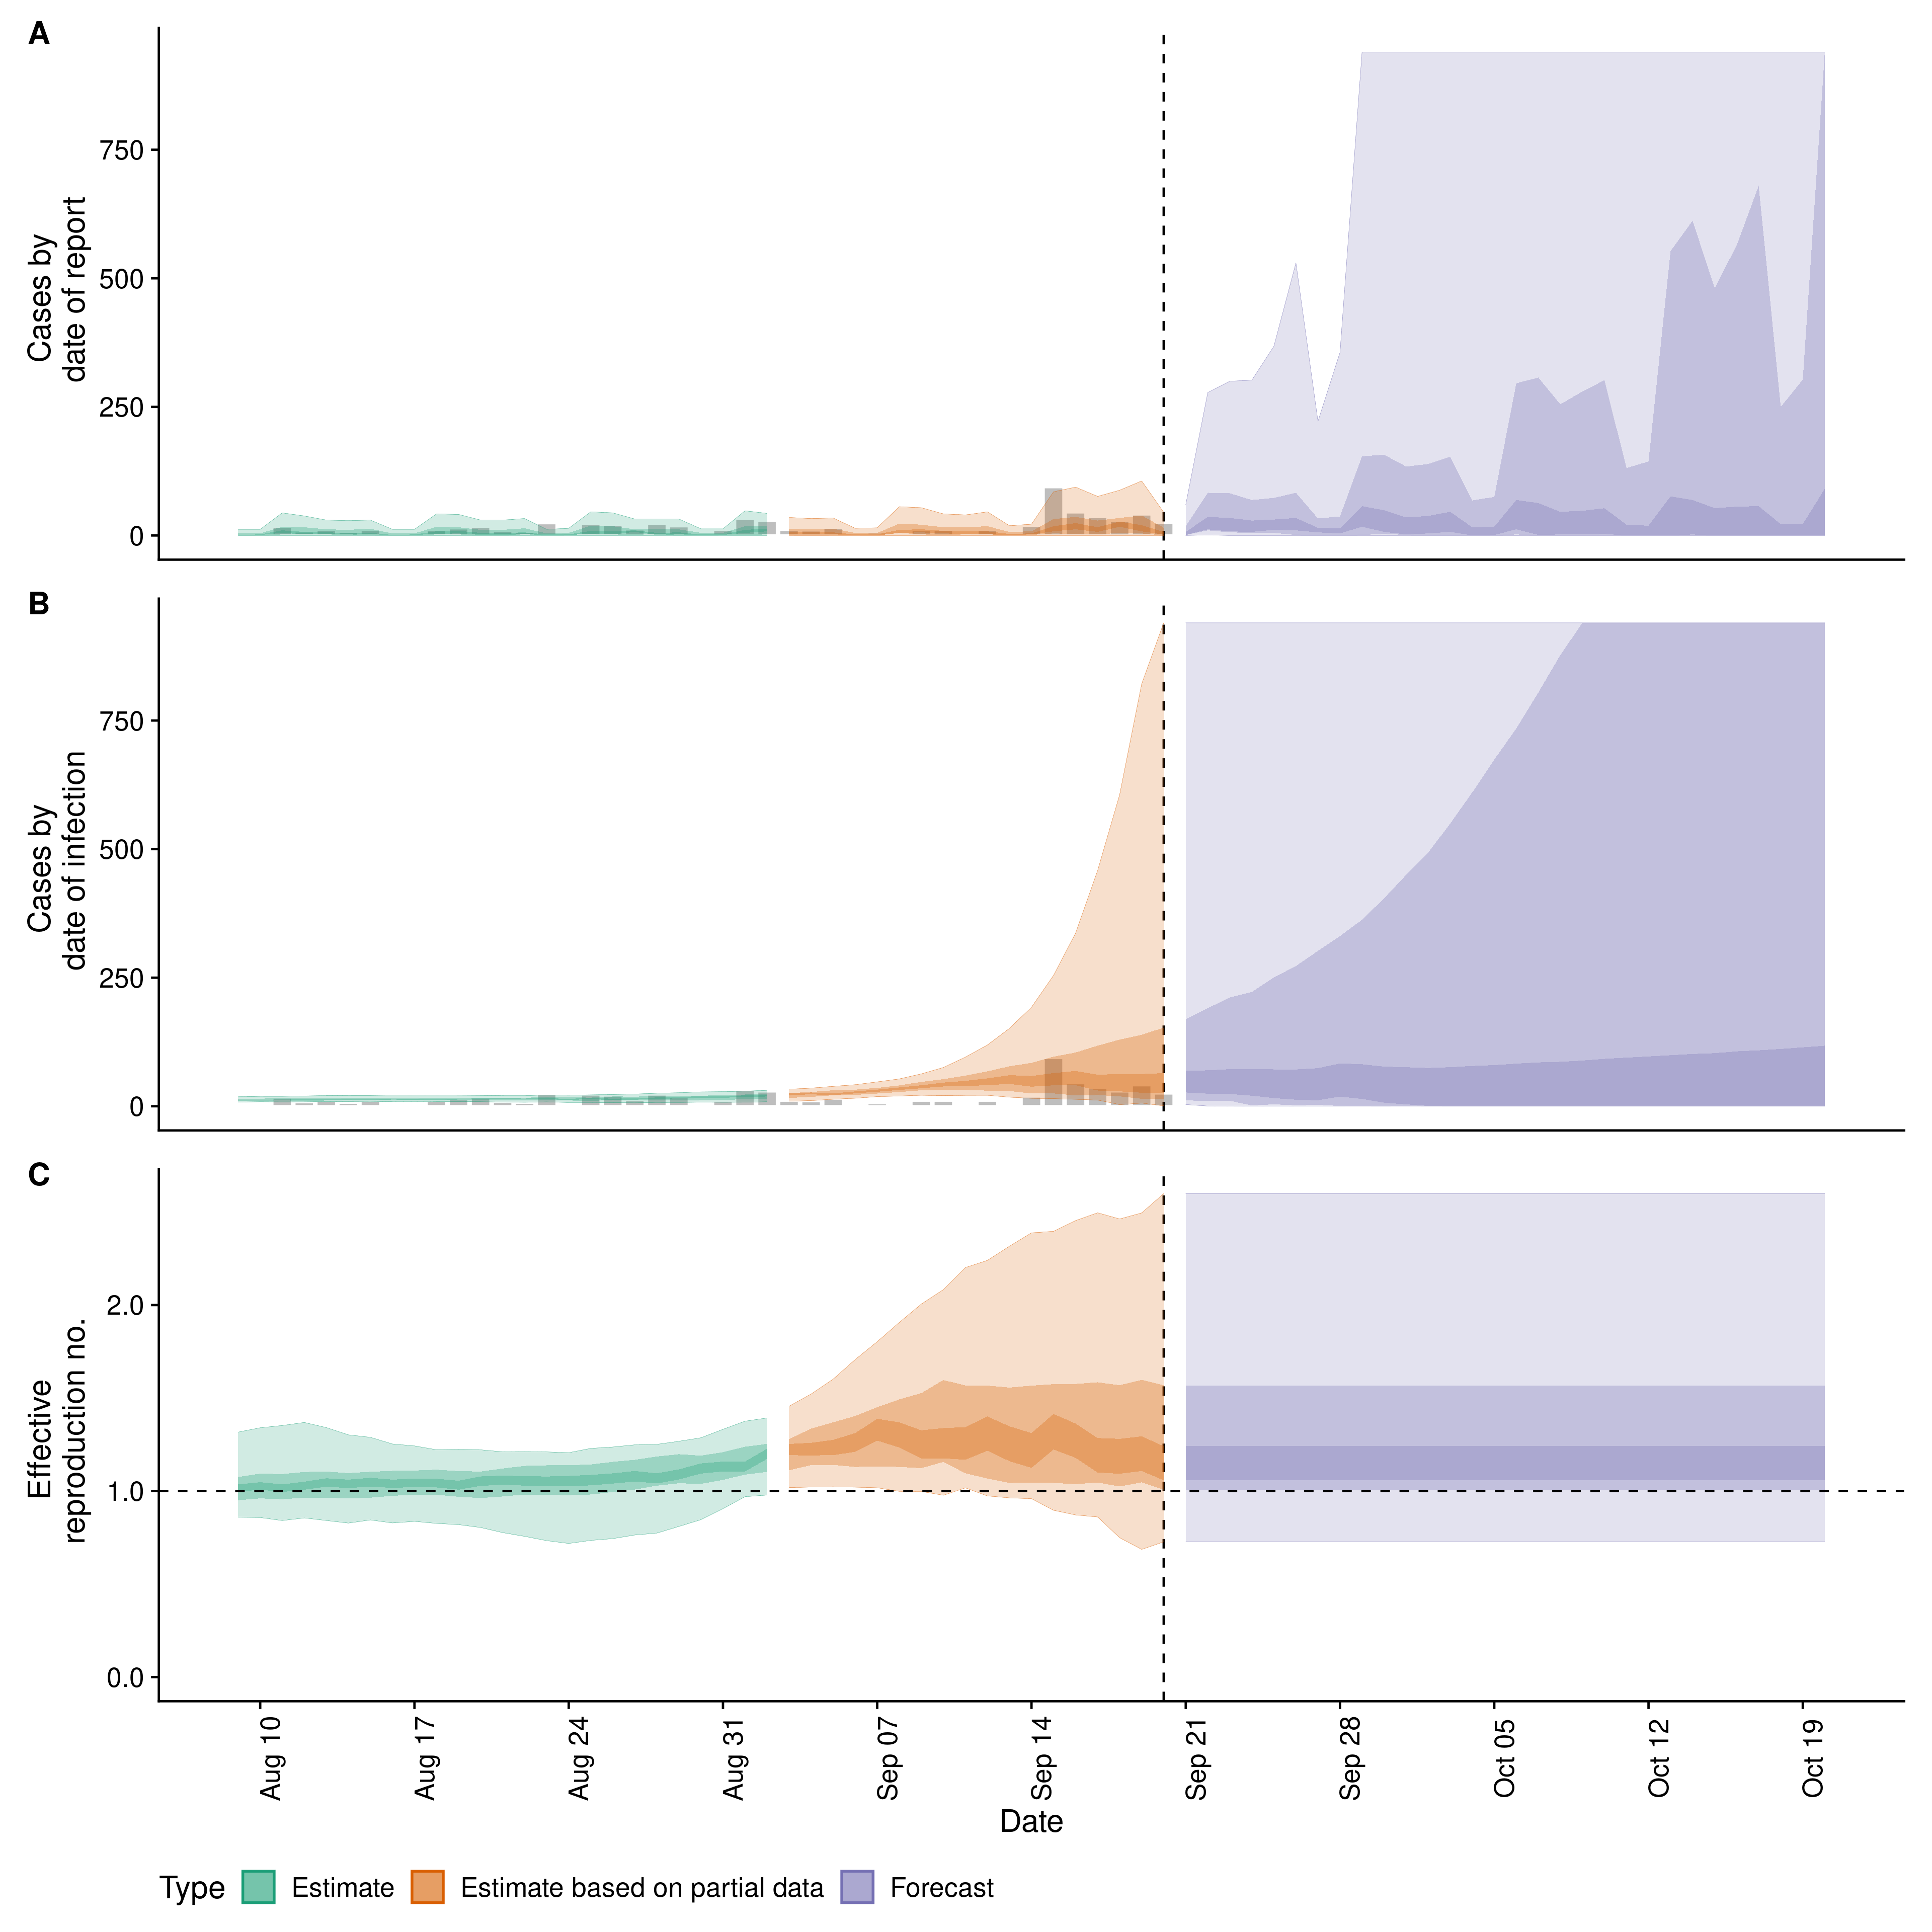 A
Cases by
date of report
750
500
250
0
B
Cases by
date of infection
750
500
250
0
C
Effective
reproduction no.
2.0
1.0
0.0
Aug 10
Aug 17
Aug 24
Aug 31
Sep 07
Sep 14
Sep 21
Sep 28
Oct 05
Oct 12
Oct 19
Date
Type Estimate Estimate based on partial data Forecast